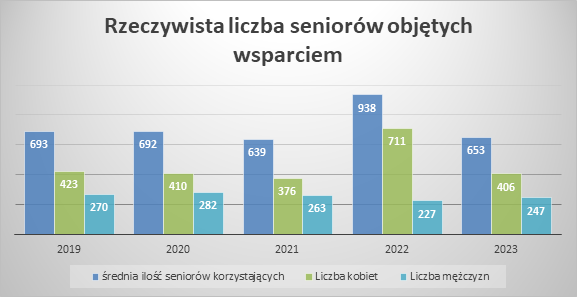 Rzeczywista liczba seniorów objętych
wsparciem
693 423 270
692 410 282
639 376 263
938 711 227
653 406 247
2019 2020 2021 2022 2023
średnia ilość seniorów korzystających Liczba kobiet Liczba mężczyzn